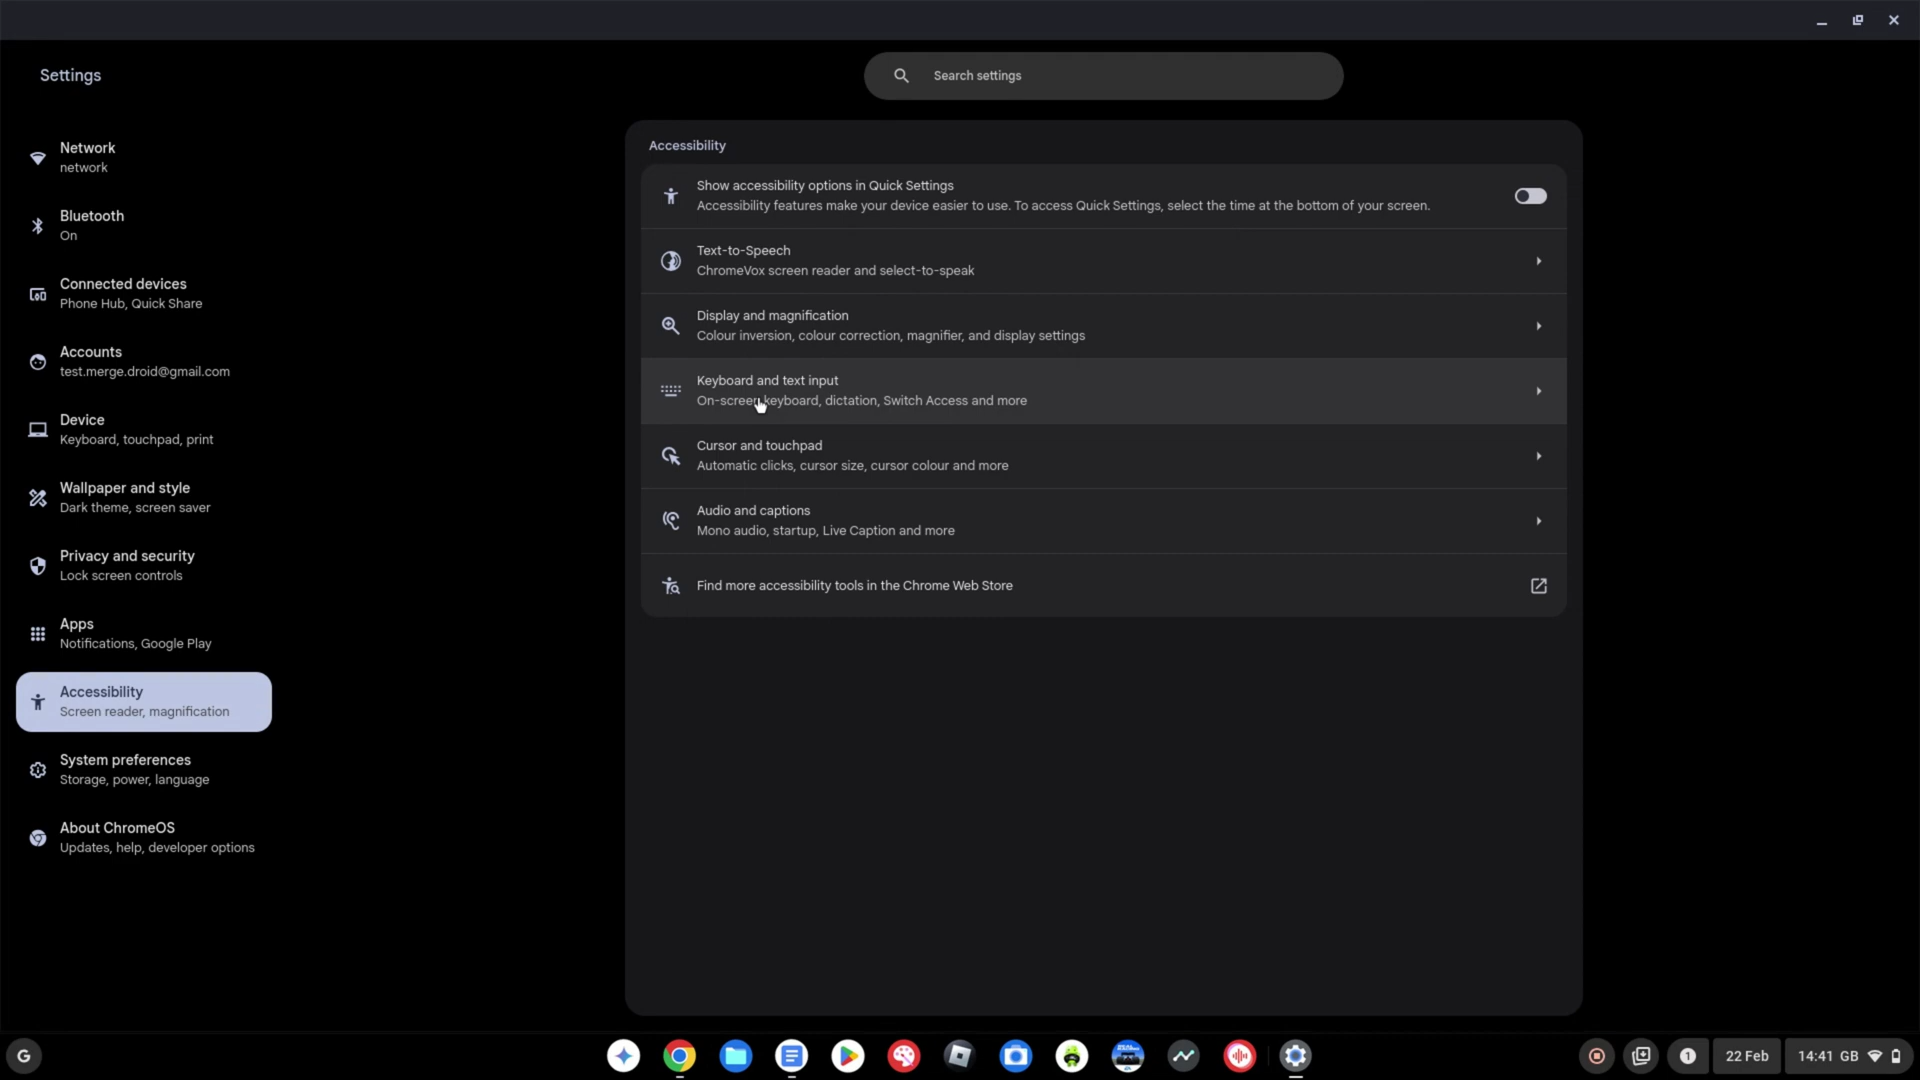 Settings
Search settings
Network
network
Bluetooth
On
Connected devices
Phone Hub, Quick Share
Accounts
test.merge.droid@gmail.com
Device
Keyboard, touchpad, print
Wallpaper and style
Dark theme, screen saver
Privacy and security
Lock screen controls
Apps
Notifications, Google Play
Accessibility
Screen reader, magnification
System preferences
Storage, power, language
About ChromeOS
Updates, help, developer options
Accessibility
Show accessibility options in Quick Settings
Accessibility features make your device easier to use. To access Quick Settings, select the time at the bottom of your screen.
Text-to-Speech
ChromeVox screen reader and select-to-speak
Display and magnification
Colour inversion, colour correction, magnifier, and display settings
Keyboard and text input
On-screen keyboard, dictation, Switch Access and more
Cursor and touchpad
Automatic clicks, cursor size, cursor colour and more
Audio and captions
Mono audio, startup, Live Caption and more
Find more accessibility tools in the Chrome Web Store
G
1
22 Feb
14:41 GB